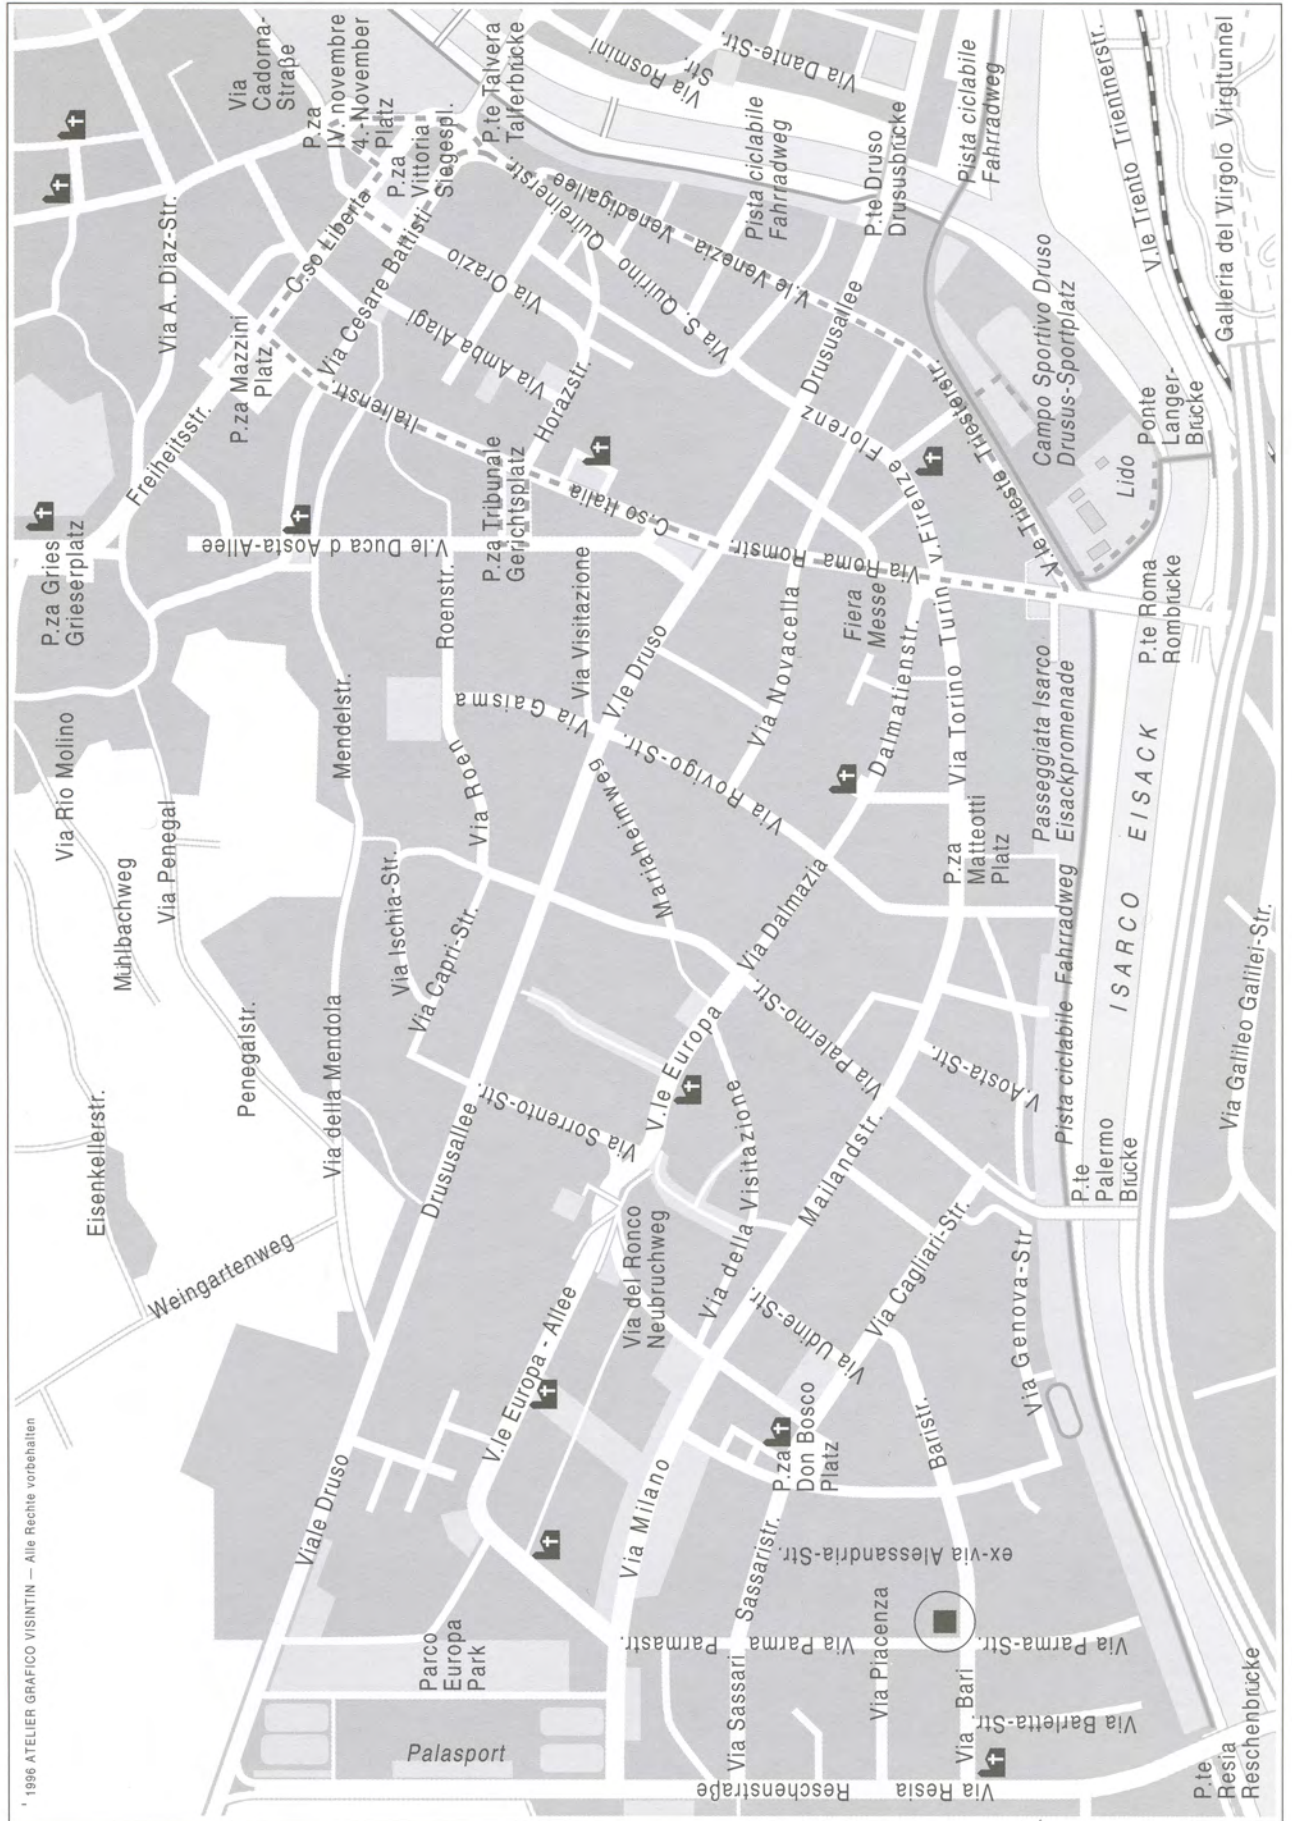 ' 1996 ATELIER GRAFICO VISINTIN — Alle Rechte vorbehalten
Via
Cadorna-
Straße
P.za
IV. novembre
4.-November
Platz
P.za
Vittoria
Siegespl.
P.te Talvera
Talferbrücke
Via Rosmini
Str.
Via Dante-Str.
Pista ciclabile
Fahrradweg
P.te Druso
Drususbrücke
Pista ciclabile
Fahrradweg
V.le Trento Trientnerstr.
Galleria del Virgolo Virgltunnel
Via A. Diaz-Str.
C.so Libertà
Freiheitsstr.
P.za Mazzini
Platz
Via Cesare Battisti
Via Orazio
Horazstr.
Via Amba Alagi
Quireinerstr.
Via S. Quirino
V.le Venezia Venedigallee
Italienstr.
C.so Italia
P.za Tribunale
Gerichtsplatz
Drususallee
Florenz
v. Firenze
Turin
V.le Trieste Triesterstr.
V.le Trieste
Campo Sportivo Druso
Drusus-Sportplatz
Lido
Ponte
Langer-
Brücke
P.te Roma
Rombrücke
P.za Gries
Grieserplatz
V.le Duca d Aosta-Allee
Roenstr.
Via Roen
Via Visitazione
V.le Druso
Via Roma Romstr.
Fiera
Messe
Via Novacella
Dalmatienstr.
Via Torino
Passeggiata Isarco
Eisackpromenade
Via Rio Molino
Mühlbachweg
Via Penegal
Penegalstr.
Mendelstr.
Via della Mendola
Via Gaisma
Via Rovigo-Str.
Mariaheimweg
Via Ischia-Str.
Via Capri-Str.
Via Dalmazia
P.za
Matteotti
Platz
ISARCO EISACK
Via Galileo Galilei-Str.
Eisenkellerstr.
Weingartenweg
Drususallee
Via Sorrento-Str.
V.le Europa
Via Palermo-Str.
V. Aosta-Str.
Pista ciclabile Fahrradweg
P.te
Palermo
Brücke
Via del Ronco
Neubruchweg
Via della Visitazione
Mailandstr.
Via Udine-Str.
Via Cagliari-Str.
Via Genova-Str
V.le Europa - Allee
Viale Druso
Via Milano
P.za
Don Bosco
Platz
Baristr.
ex-via Alessandria-Str.
Sassaristr.
Via Sassari
Parco
Europa
Park
Palasport
Via Parma Parmastr.
Via Parma-Str.
Via Piacenza
Via Bari
Via Barletta-Str.
Via Resia Reschenstraße
P.te
Resia
Reschenbrücke